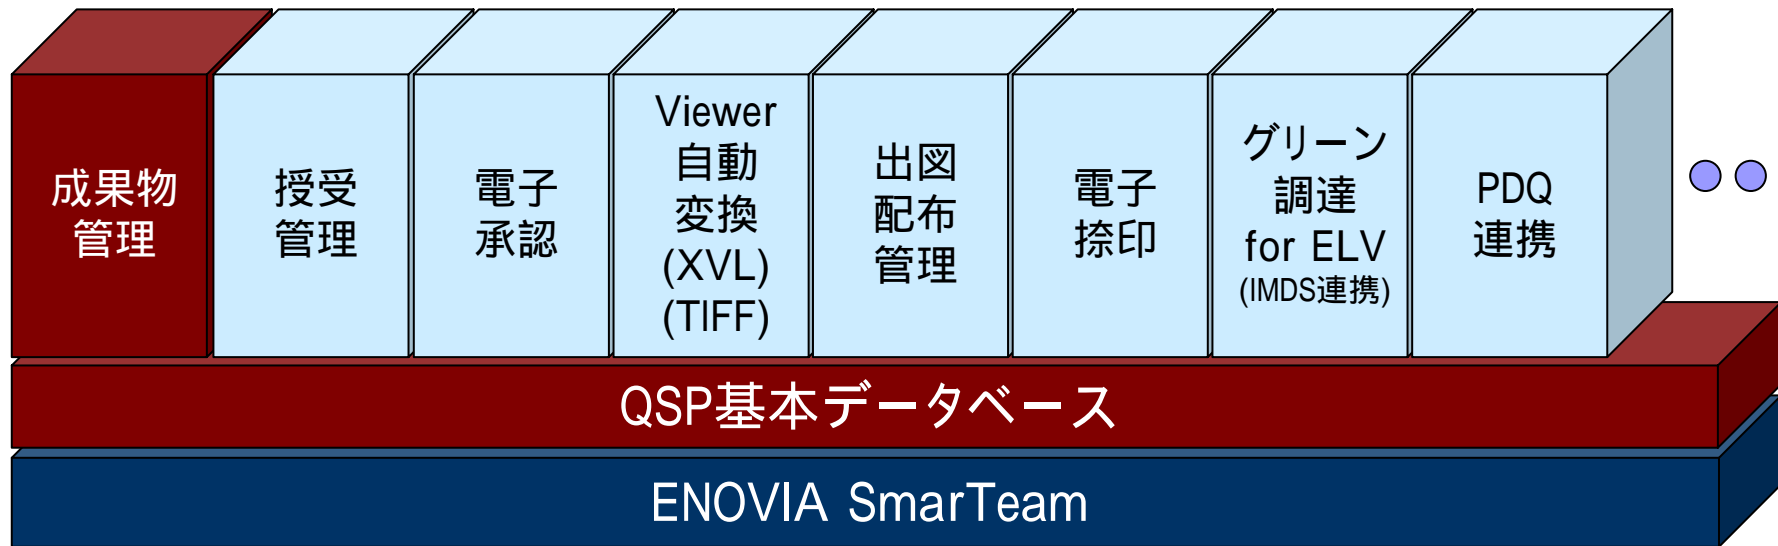 成果物
管理
授受
管理
電子
承認
Viewer
自動
変換
(XVL)
(TIFF)
出図
配布
管理
電子
捺印
グリーン
調達
for ELV
(IMDS連携)
PDQ
連携
QSP基本データベース
ENOVIA SmarTeam